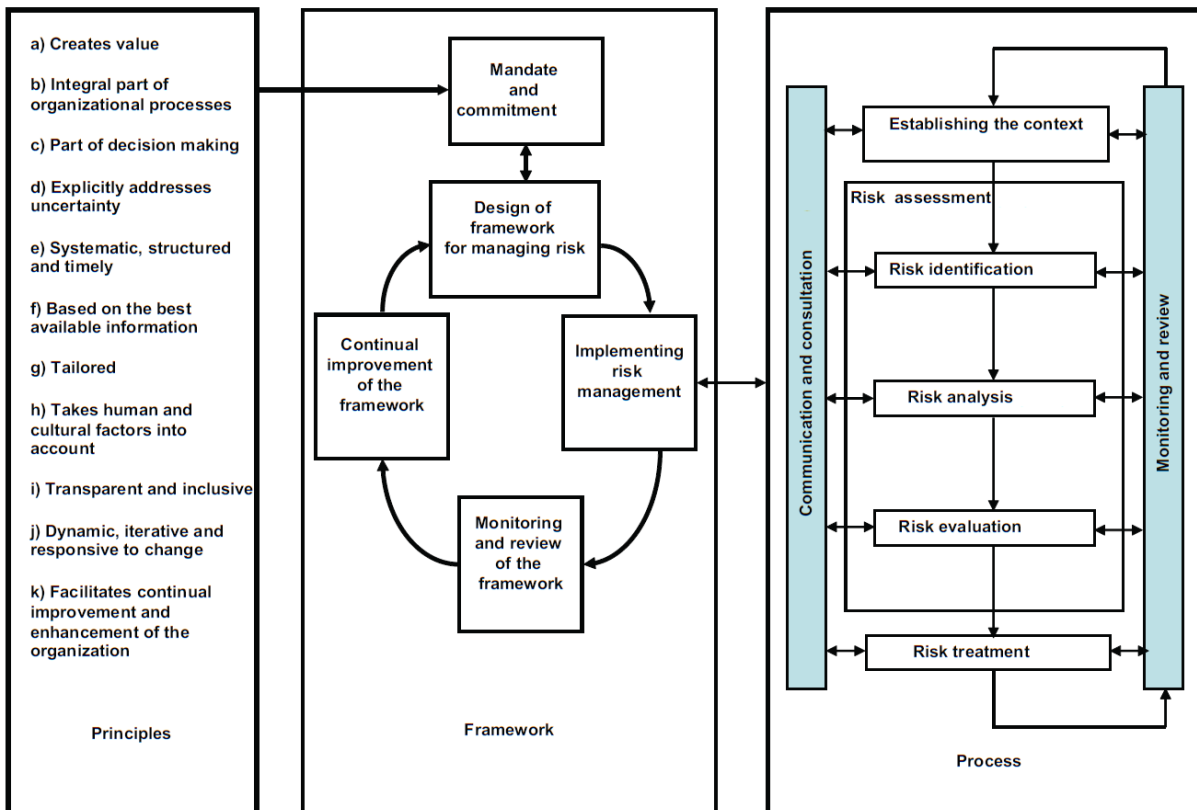 a) Creates value
b) Integral part of
organizational processes
c) Part of decision making
d) Explicitly addresses
uncertainty
e) Systematic, structured
and timely
f) Based on the best
available information
g) Tailored
h) Takes human and
cultural factors into
account
i) Transparent and inclusive
j) Dynamic, iterative and
responsive to change
k) Facilitates continual
improvement and
enhancement of the
organization
Principles
Mandate
and
commitment
Design of
framework
for managing risk
Continual
improvement
of the
framework
Implementing
risk
management
Monitoring
and review
of the
framework
Framework
Communication and consultation
Establishing the context
Risk assessment
Risk identification
Risk analysis
Risk evaluation
Risk treatment
Monitoring and review
Process